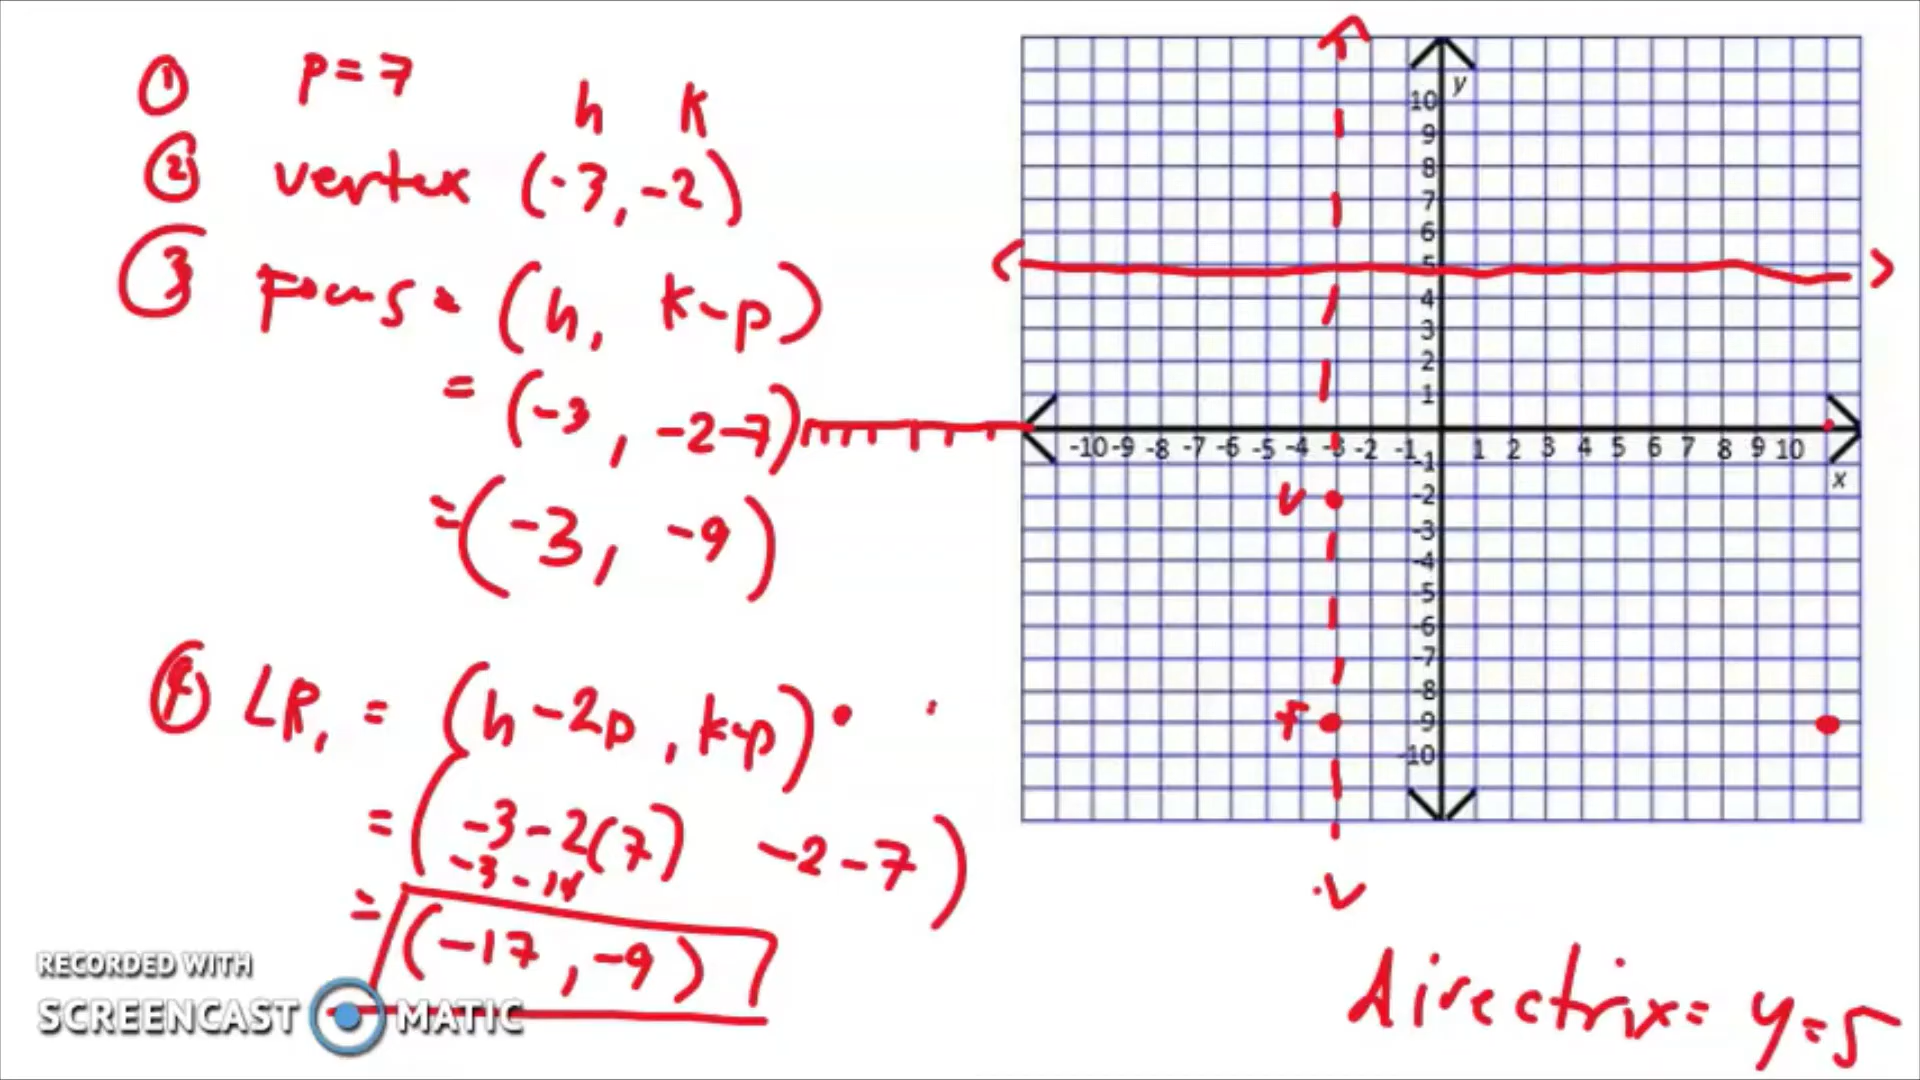 ① p = 7
h k
② vertex (-3, -2)
③ Focus = (h, k-p)
= (-3, -2-7)
= (-3, -9)
④ LR₁ = (h-2p, k-p)
= (-3-2(7) -2-7)
-3-14
= (-17, -9)
y
10
9
8
7
6
5
4
3
2
1
-10 -9 -8 -7 -6 -5 -4 -3 -2 -1 1 2 3 4 5 6 7 8 9 10
x
-1
-2
-3
-4
-5
-6
-7
-8
-9
-10
V
F
directrix = y = 5
RECORDED WITH
SCREENCAST MATIC